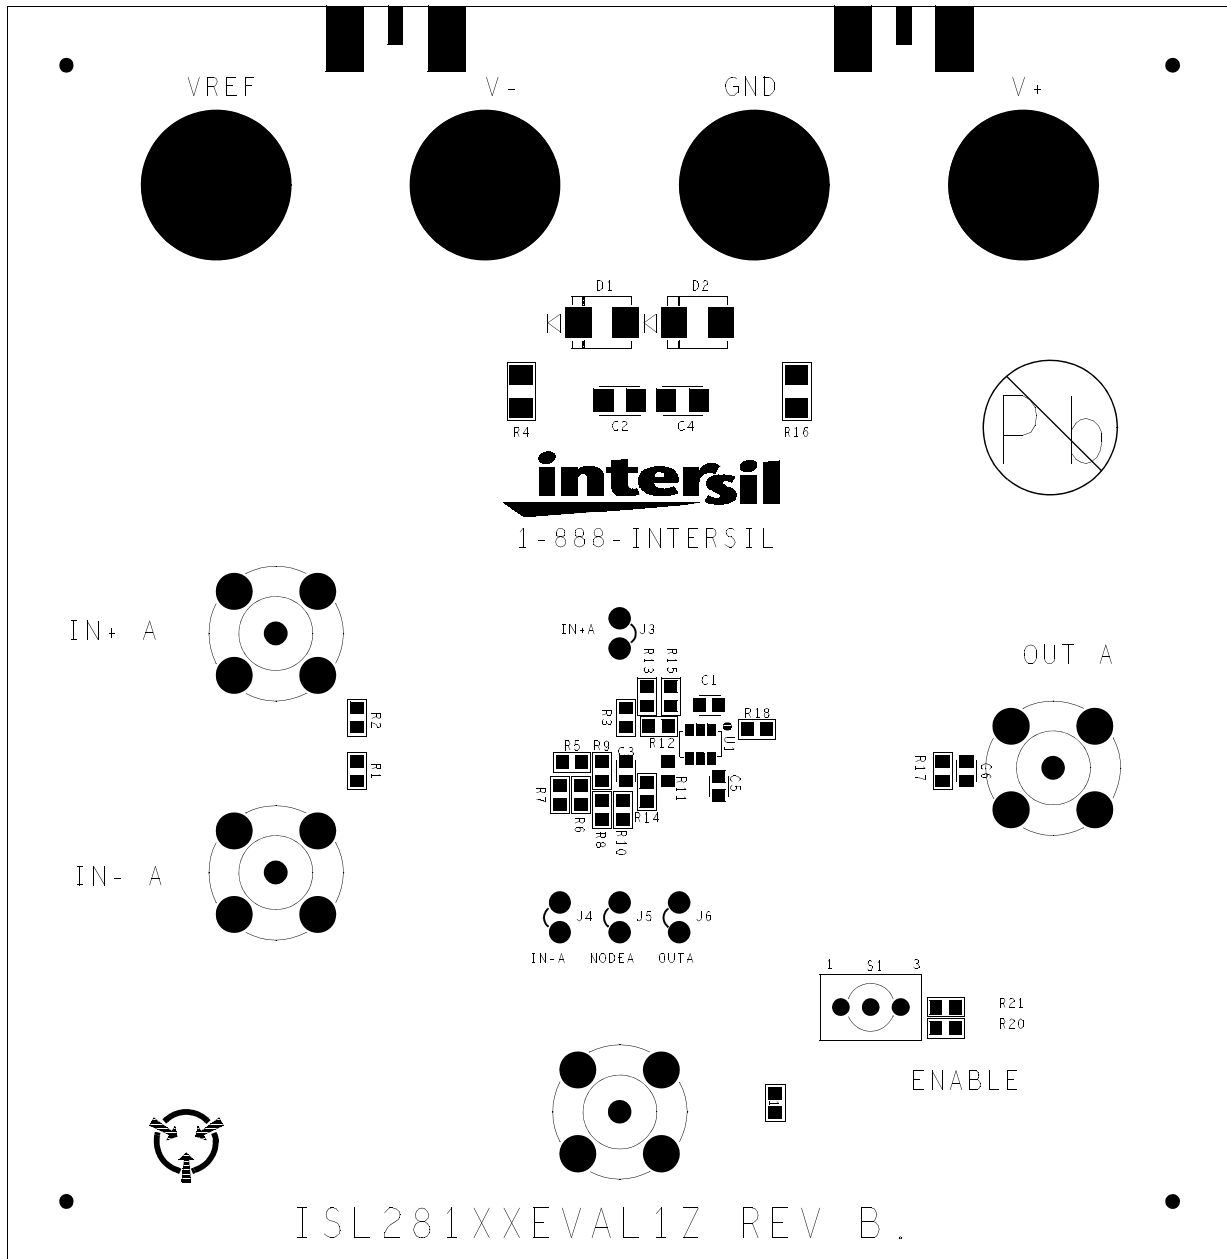 VREF V- GND V+
D1 D2
R4 C2 C4 R16
Pb
intersil
1-888-INTERSIL
IN+ A
IN+A J3
OUT A
R13 R15 C1
R2 R3 R12 U1 R18
R1 R5 R9 C3 R11 C5 R17 C6
R7 R6 R8 R10 R14
IN- A
J4 J5 J6
IN-A NODEA OUTA
1 S1 3
R21
R20
ENABLE
1
ISL281XXEVAL1Z REV B.